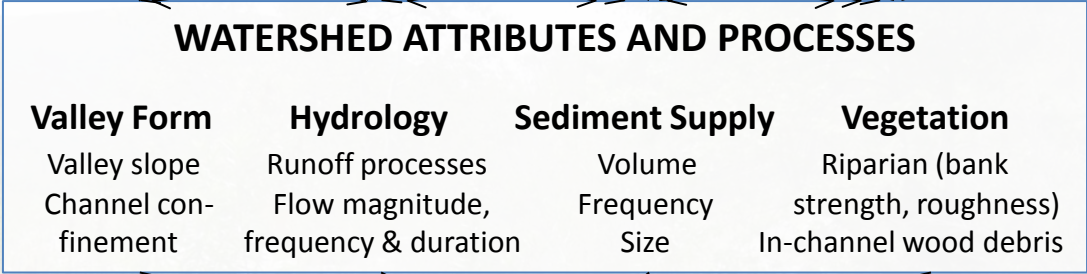 WATERSHED ATTRIBUTES AND PROCESSES
Valley Form
Valley slope
Channel con-
finement
Hydrology
Runoff processes
Flow magnitude,
frequency & duration
Sediment Supply
Volume
Frequency
Size
Vegetation
Riparian (bank
strength, roughness)
In-channel wood debris